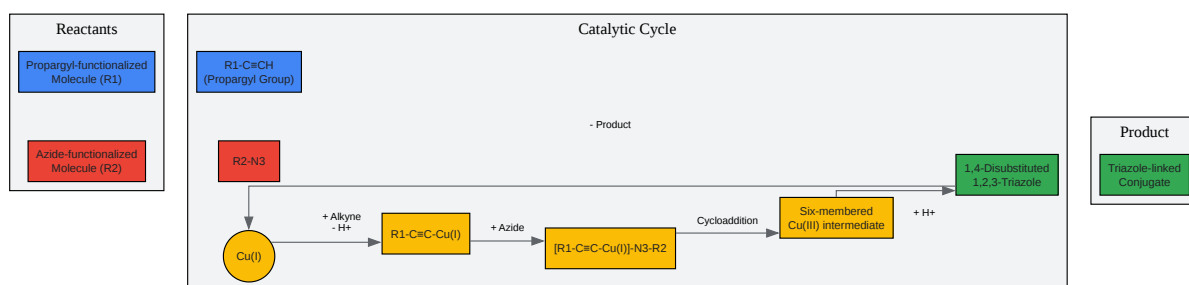 Reactants
Propargyl-functionalized
Molecule (R1)
Azide-functionalized
Molecule (R2)
Catalytic Cycle
R1-C≡CH
(Propargyl Group)
- Product
R2-N3
1,4-Disubstituted
1,2,3-Triazole
+ Alkyne
- H+
Cu(I)
R1-C≡C-Cu(I)
+ Azide
[R1-C≡C-Cu(I)]-N3-R2
Cycloaddition
Six-membered
Cu(III) intermediate
+ H+
Product
Triazole-linked
Conjugate